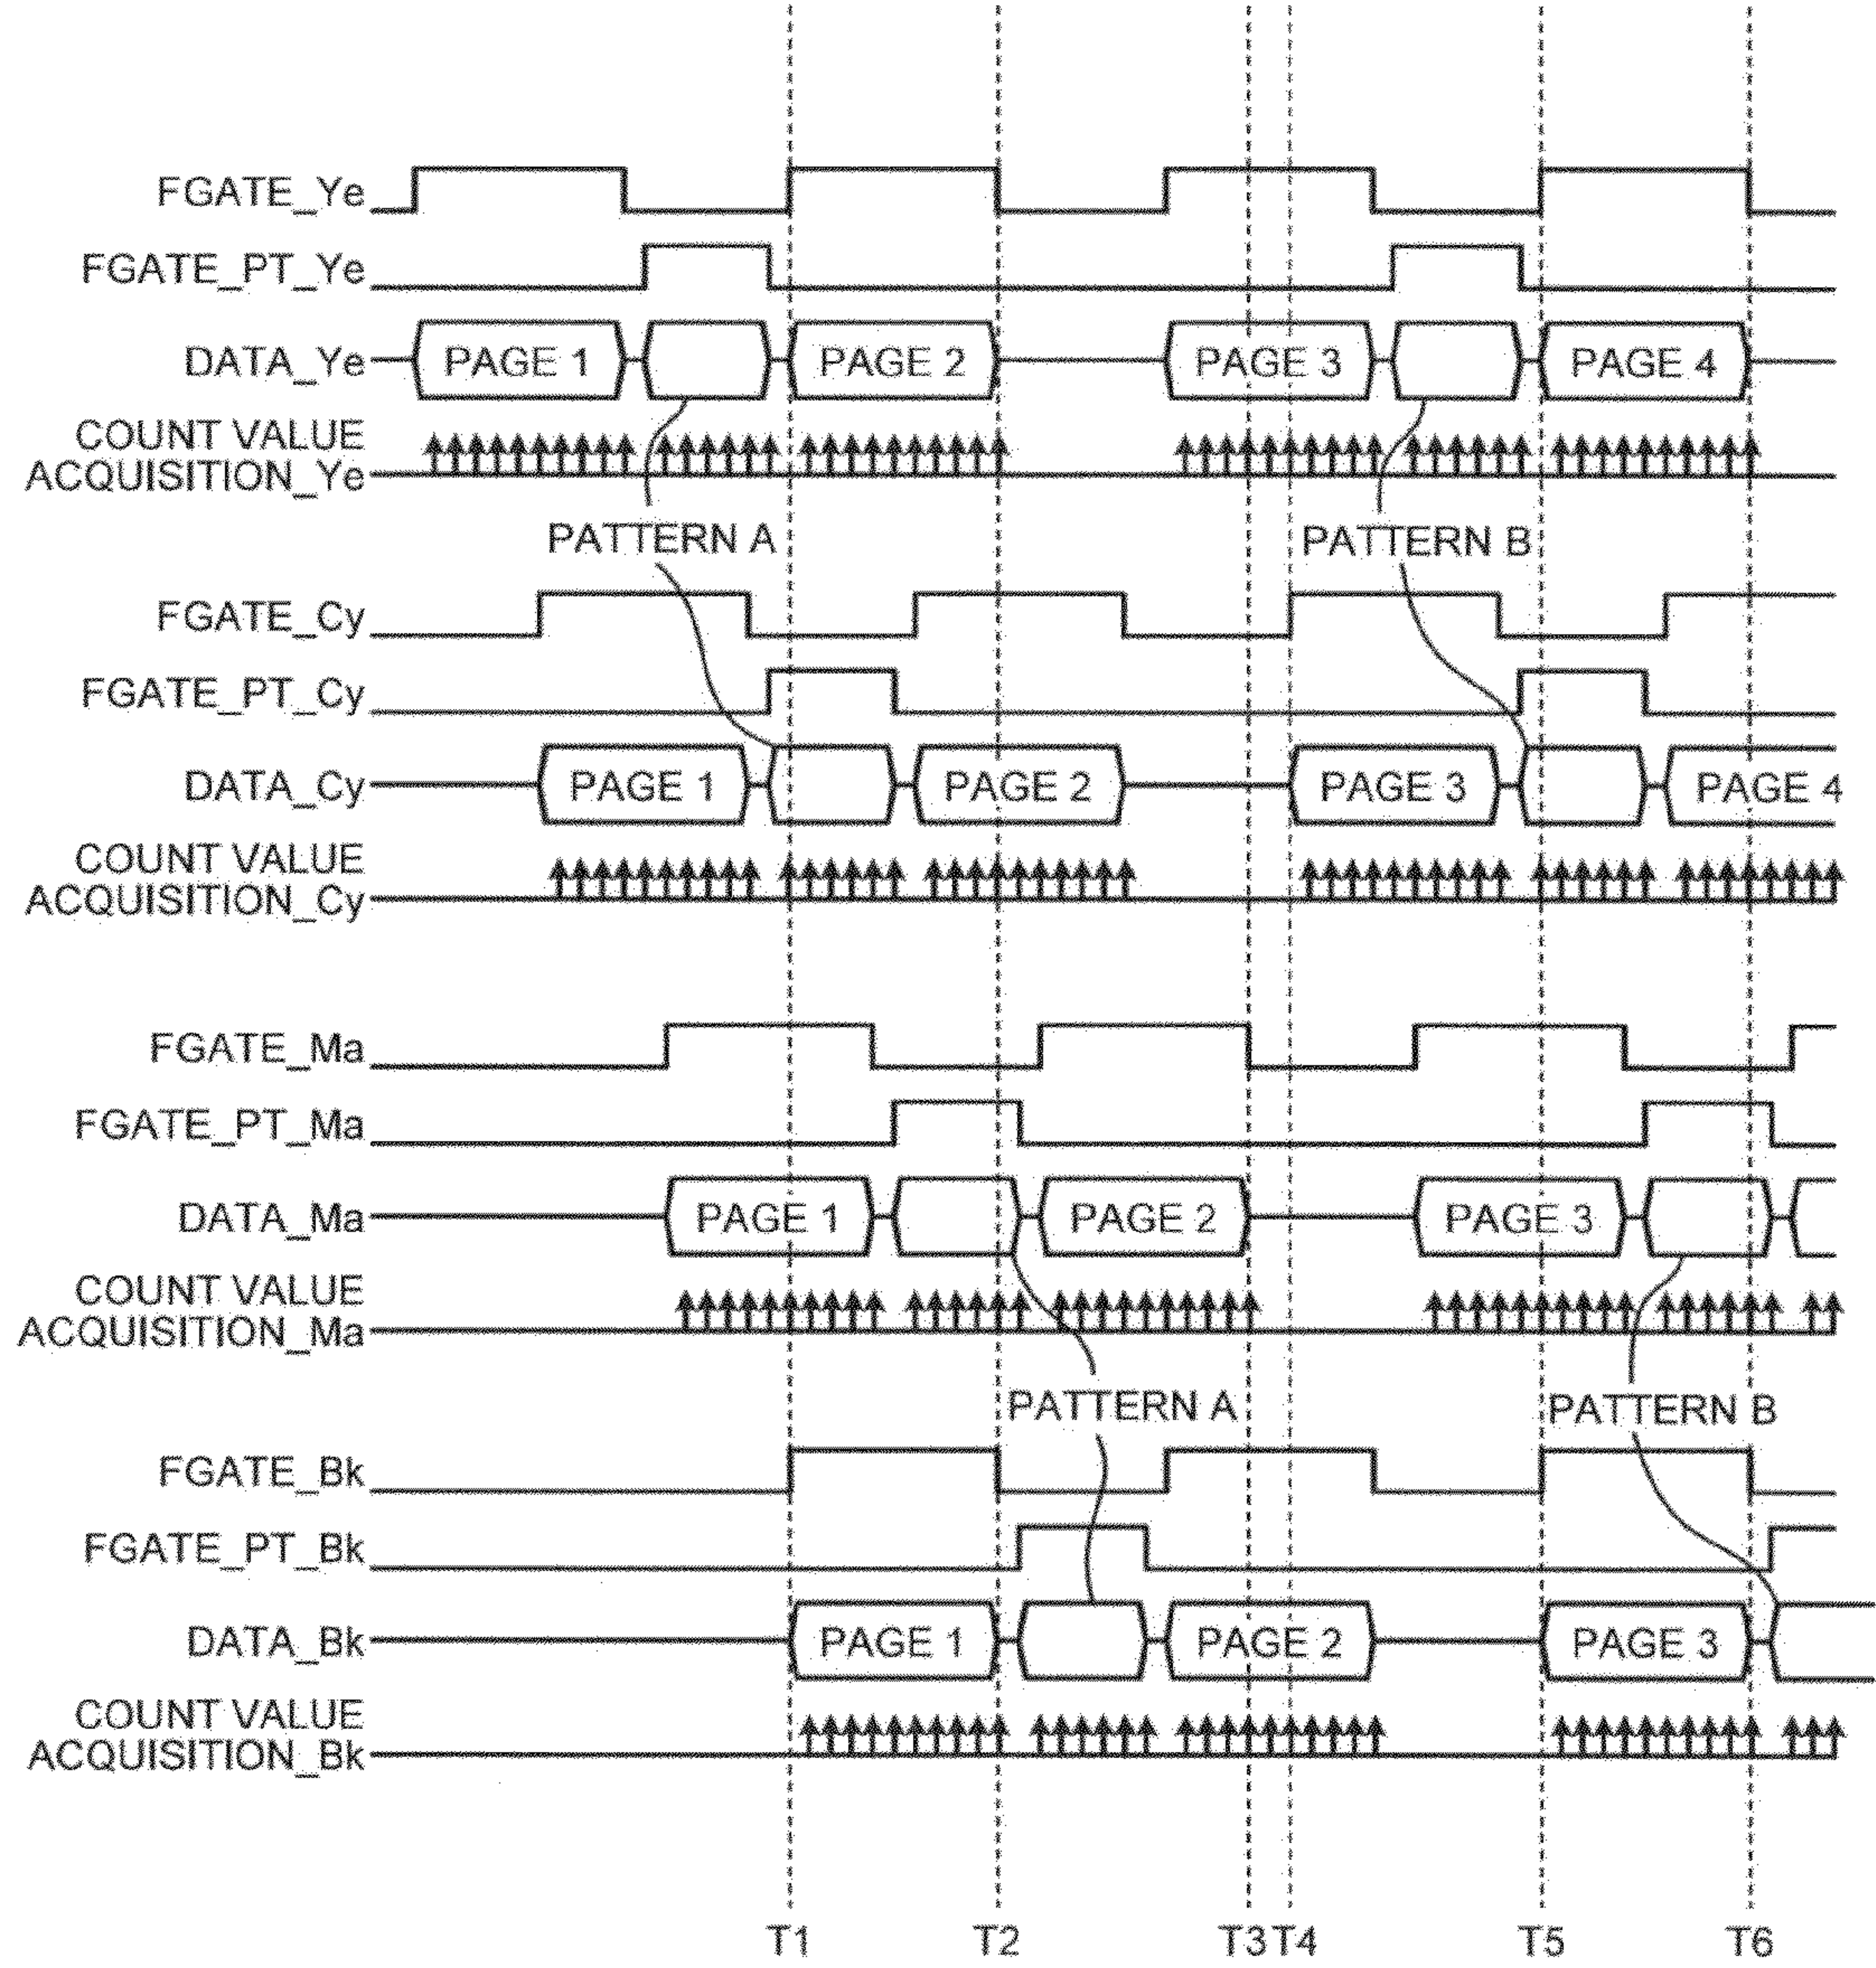 FGATE_Ye
FGATE_PT_Ye
DATA_Ye PAGE 1 PAGE 2 PAGE 3 PAGE 4
COUNT VALUE
ACQUISITION_Ye
PATTERN A PATTERN B
FGATE_Cy
FGATE_PT_Cy
DATA_Cy PAGE 1 PAGE 2 PAGE 3 PAGE 4
COUNT VALUE
ACQUISITION_Cy
FGATE_Ma
FGATE_PT_Ma
DATA_Ma PAGE 1 PAGE 2 PAGE 3
COUNT VALUE
ACQUISITION_Ma
PATTERN A PATTERN B
FGATE_Bk
FGATE_PT_Bk
DATA_Bk PAGE 1 PAGE 2 PAGE 3
COUNT VALUE
ACQUISITION_Bk
T1 T2 T3 T4 T5 T6